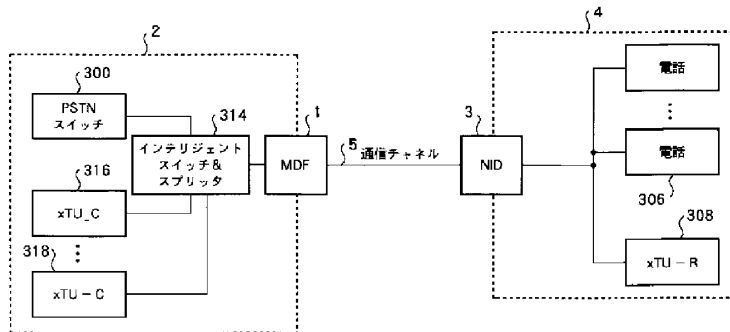 2
4
300
PSTN
スイッチ
314
インテリジェント
スイッチ&
スプリッタ
1
MDF
5
通信チャネル
3
NID
電話
電話
306
316
xTU_C
318
xTU-C
308
xTU-R